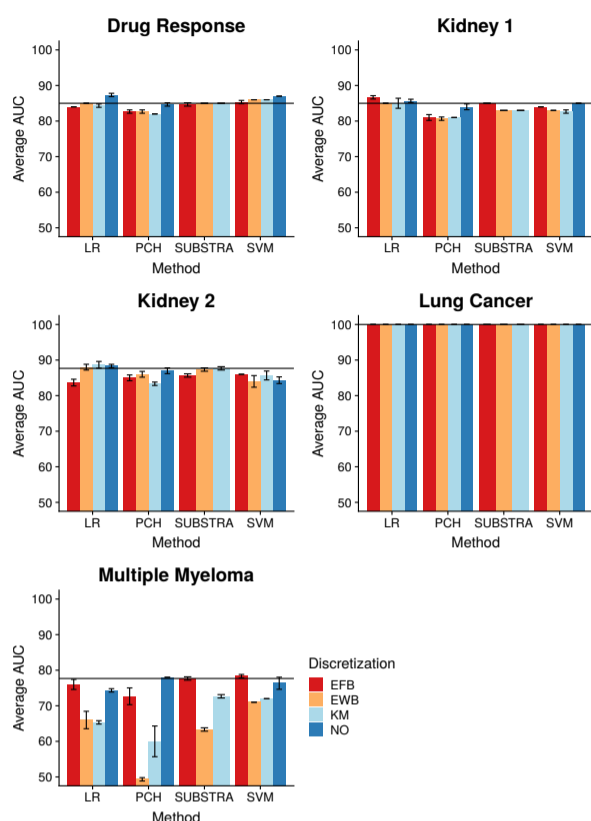 Drug Response
100
90
80
70
60
50
Average AUC
LR PCH SUBSTRA SVM
Method
Kidney 1
100
90
80
70
60
50
Average AUC
LR PCH SUBSTRA SVM
Method
Kidney 2
100
90
80
70
60
50
Average AUC
LR PCH SUBSTRA SVM
Method
Lung Cancer
100
90
80
70
60
50
Average AUC
LR PCH SUBSTRA SVM
Method
Multiple Myeloma
100
90
80
70
60
50
Average AUC
LR PCH SUBSTRA SVM
Method
Discretization
EFB
EWB
KM
NO